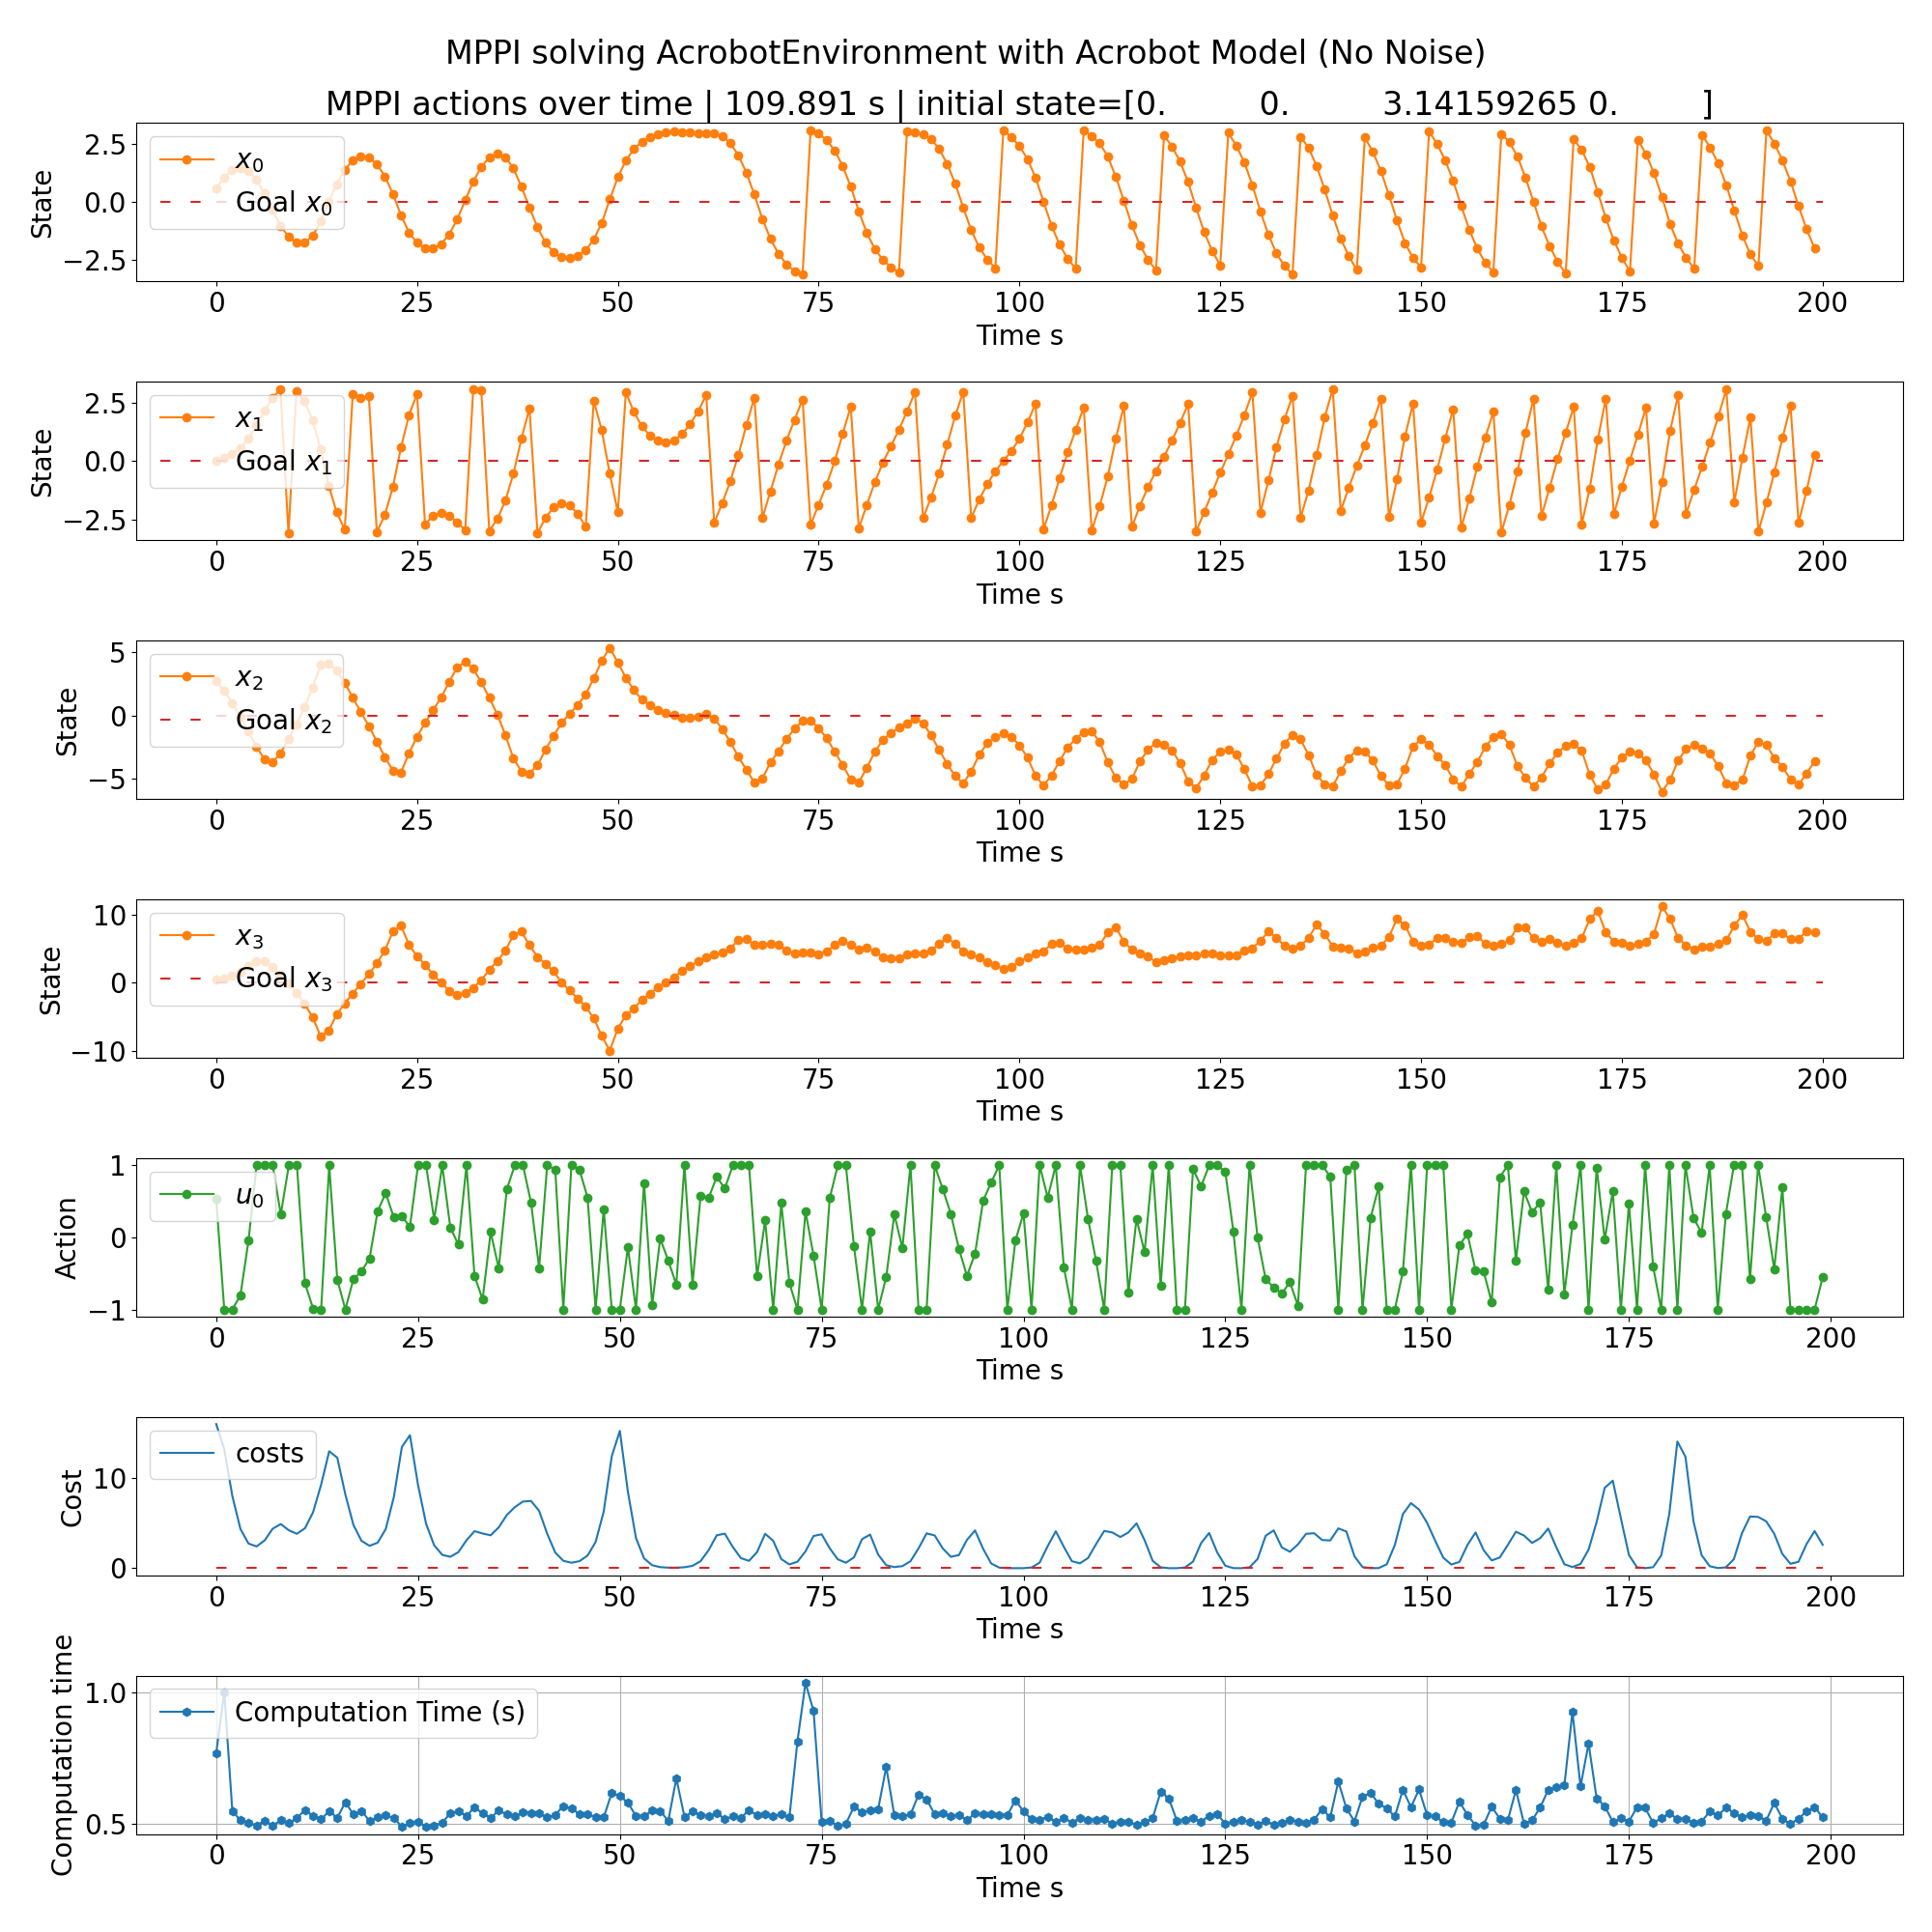 MPPI solving AcrobotEnvironment with Acrobot Model (No Noise)
MPPI actions over time | 109.891 s | initial state=[0. 0. 3.14159265 0. ]
State
2.5
0.0
−2.5
x0
Goal x0
0 25 50 75 100 125 150 175 200
Time s
State
2.5
0.0
−2.5
x1
Goal x1
0 25 50 75 100 125 150 175 200
Time s
State
5
0
−5
x2
Goal x2
0 25 50 75 100 125 150 175 200
Time s
State
10
0
−10
x3
Goal x3
0 25 50 75 100 125 150 175 200
Time s
Action
1
0
−1
u0
0 25 50 75 100 125 150 175 200
Time s
Cost
10
0
costs
0 25 50 75 100 125 150 175 200
Time s
Computation time
1.0
0.5
Computation Time (s)
0 25 50 75 100 125 150 175 200
Time s